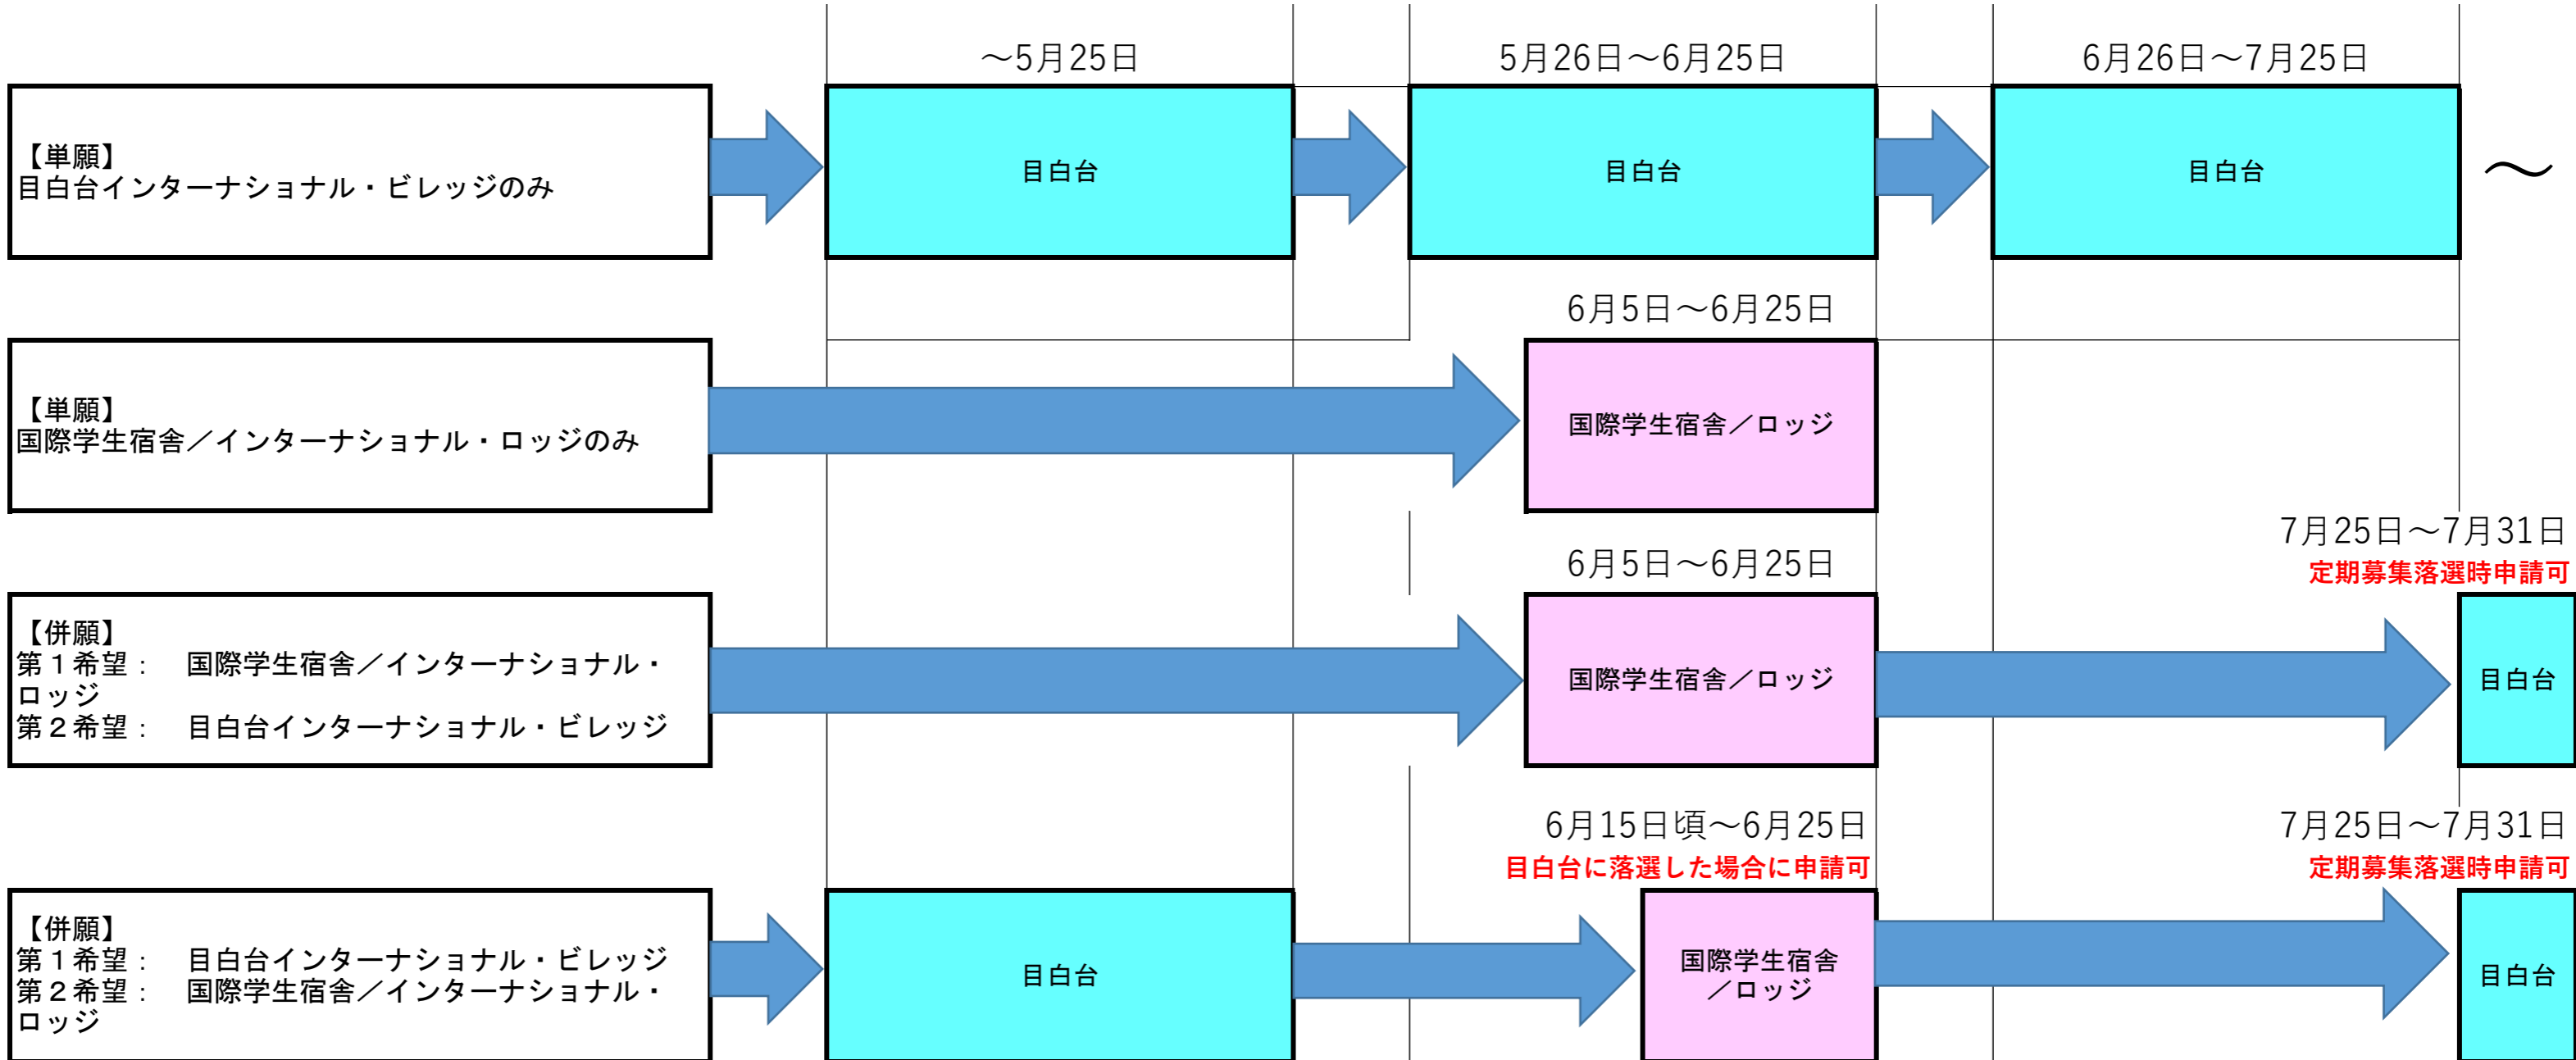 ～5月25日
5月26日～6月25日
6月26日～7月25日
【単願】
目白台インターナショナル・ビレッジのみ
目白台
目白台
目白台
～
6月5日～6月25日
【単願】
国際学生宿舎／インターナショナル・ロッジのみ
国際学生宿舎／ロッジ
6月5日～6月25日
7月25日～7月31日
定期募集落選時申請可
【併願】
第１希望： 国際学生宿舎／インターナショナル・
ロッジ
第２希望： 目白台インターナショナル・ビレッジ
国際学生宿舎／ロッジ
目白台
6月15日頃～6月25日
目白台に落選した場合に申請可
7月25日～7月31日
定期募集落選時申請可
【併願】
第１希望： 目白台インターナショナル・ビレッジ
第２希望： 国際学生宿舎／インターナショナル・
ロッジ
目白台
国際学生宿舎
／ロッジ
目白台